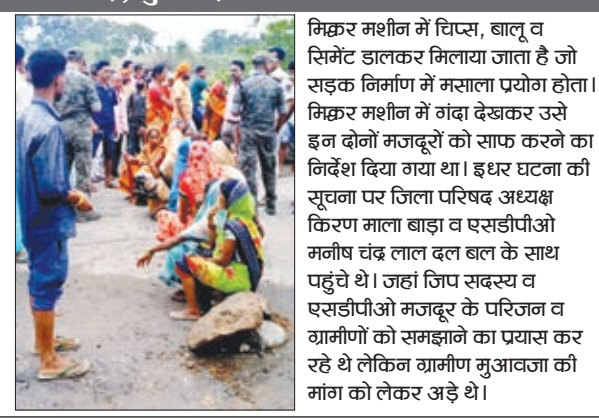 मिक्सर मशीन में चिप्स, बालू व
सिमेंट डालकर मिलाया जाता है जो
सड़क निर्माण में मसाला प्रयोग होता।
मिक्सर मशीन में गंदा देखकर उसे
इन दोनों मजदूरों को साफ करने का
निर्देश दिया गया था। इधर घटना की
सूचना पर जिला परिषद अध्यक्ष
किरण माला बाड़ा व एसडीपीओ
मनीष चंद्र लाल दल बल के साथ
पहुंचे थे। जहां जिप सदस्य व
एसडीपीओ मजदूर के परिजन व
ग्रामीणों को समझाने का प्रयास कर
रहे थे लेकिन ग्रामीण मुआवजा की
मांग को लेकर अड़े थे।